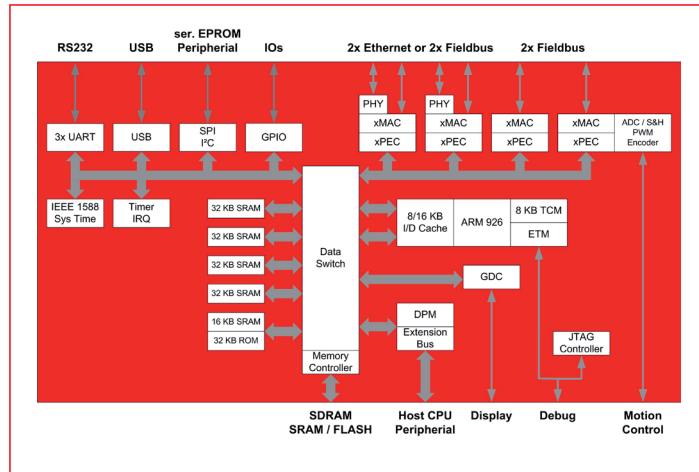 RS232
USB
ser. EPROM
Peripherial
IOs
2x Ethernet or 2x Fieldbus
2x Fieldbus
PHY
PHY
3x UART
USB
SPI
I²C
GPIO
xMAC
xPEC
xMAC
xPEC
xMAC
xPEC
xMAC
xPEC
ADC / S&H
PWM
Encoder
IEEE 1588
Sys Time
Timer
IRQ
32 KB SRAM
32 KB SRAM
32 KB SRAM
32 KB SRAM
16 KB SRAM
32 KB ROM
Data
Switch
Memory
Controller
8/16 KB
I/D Cache
ARM 926
8 KB TCM
ETM
GDC
DPM
Extension
Bus
JTAG
Controller
SDRAM
SRAM / FLASH
Host CPU
Peripherial
Display
Debug
Motion
Control